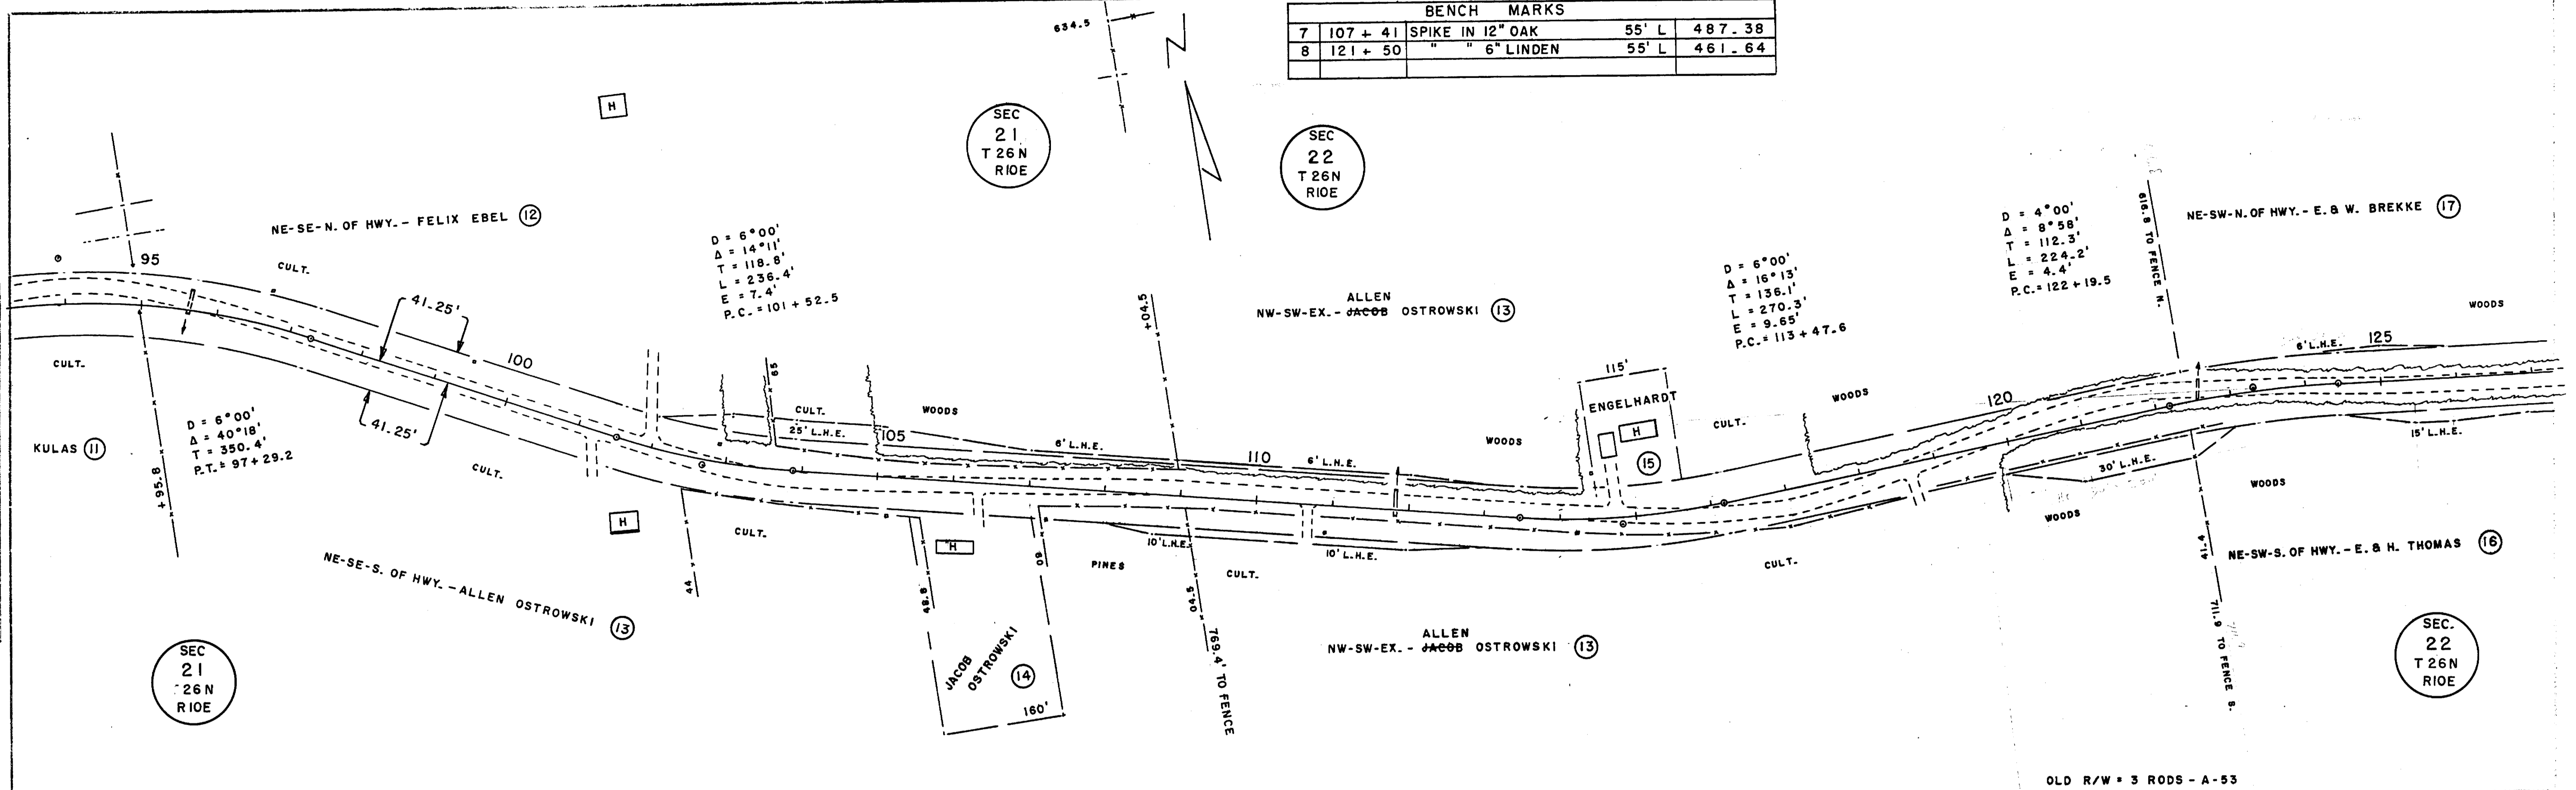 BENCH MARKS
7 107 + 41 SPIKE IN 12" OAK 55' L 487.38
8 121 + 50 " " 6" LINDEN 55' L 461.64
634.5
N
H
SEC
21
T 26 N
R10E
SEC
22
T 26N
R10E
NE-SE-N. OF HWY. - FELIX EBEL 12
95
CULT.
41.25'
100
D = 6°00'
Δ = 14°11'
T = 118.8'
L = 236.4'
E = 7.4'
P.C. = 101 + 52.5
+04.5
ALLEN
NW-SW-EX. - JACOB OSTROWSKI 13
D = 6°00'
Δ = 16°13'
T = 136.1'
L = 270.3'
E = 9.65'
P.C. = 113 + 47.6
D = 4°00'
Δ = 8°58'
T = 112.3'
L = 224.2'
E = 4.4'
P.C. = 122 + 19.5
616.8 TO FENCE N.
NE-SW-N. OF HWY. - E. & W. BREKKE 17
WOODS
CULT.
KULAS 11
+95.8
D = 6°00'
Δ = 40°18'
T = 350.4'
P.T. = 97+29.2
41.25'
CULT.
65
CULT.
25' L.H.E.
105
WOODS
6' L.H.E.
110
6' L.H.E.
WOODS
115'
ENGELHARDT
H
15
CULT.
WOODS
120
6' L.H.E.
125
15' L.H.E.
30' L.H.E.
WOODS
WOODS
H
44
CULT.
48.8
H
60
PINES
10' L.H.E.
04.5
769.4' TO FENCE
CULT.
10' L.H.E.
CULT.
41.4
711.9 TO FENCE S.
NE-SW-S. OF HWY. - E. & H. THOMAS 16
NE-SE-S. OF HWY. - ALLEN OSTROWSKI 13
SEC
21
26 N
R10E
JACOB
OSTROWSKI
14
160'
ALLEN
NW-SW-EX. - JACOB OSTROWSKI 13
SEC.
22
T 26N
R10E
OLD R/W = 3 RODS - A-53